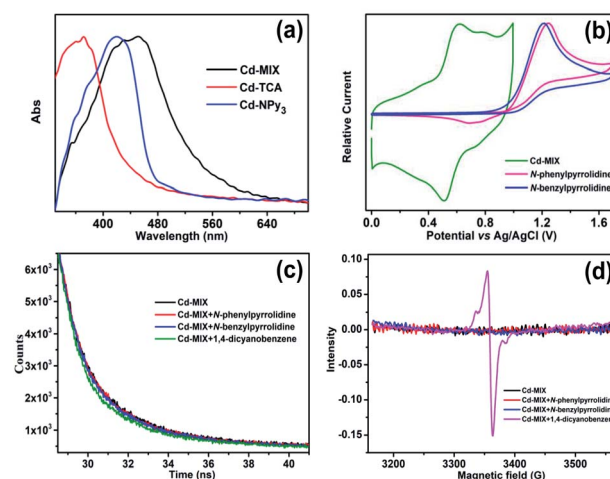 (a)
Cd-MIX
Cd-TCA
Cd-NPy3
Abs
320 400 480 560 640
Wavelength (nm)
(b)
Relative Current
Cd-MIX
N-phenylpyrrolidine
N-benzylpyrrolidine
0.0 0.4 0.8 1.2 1.6
Potential vs Ag/AgCl (V)
(c)
Cd-MIX
Cd-MIX+N-phenylpyrrolidine
Cd-MIX+N-benzylpyrrolidine
Cd-MIX+1,4-dicyanobenzene
Counts
6x10³
5x10³
4x10³
3x10³
2x10³
1x10³
30 32 34 36 38 40
Time (ns)
(d)
Intensity
0.10
0.05
0.00
-0.05
-0.10
-0.15
Cd-MIX
Cd-MIX+N-phenylpyrrolidin
Cd-MIX+N-benzylpyrrolidin
Cd-MIX+1,4-dicyanobenzen
3200 3300 3400 3500
Magnetic field (G)